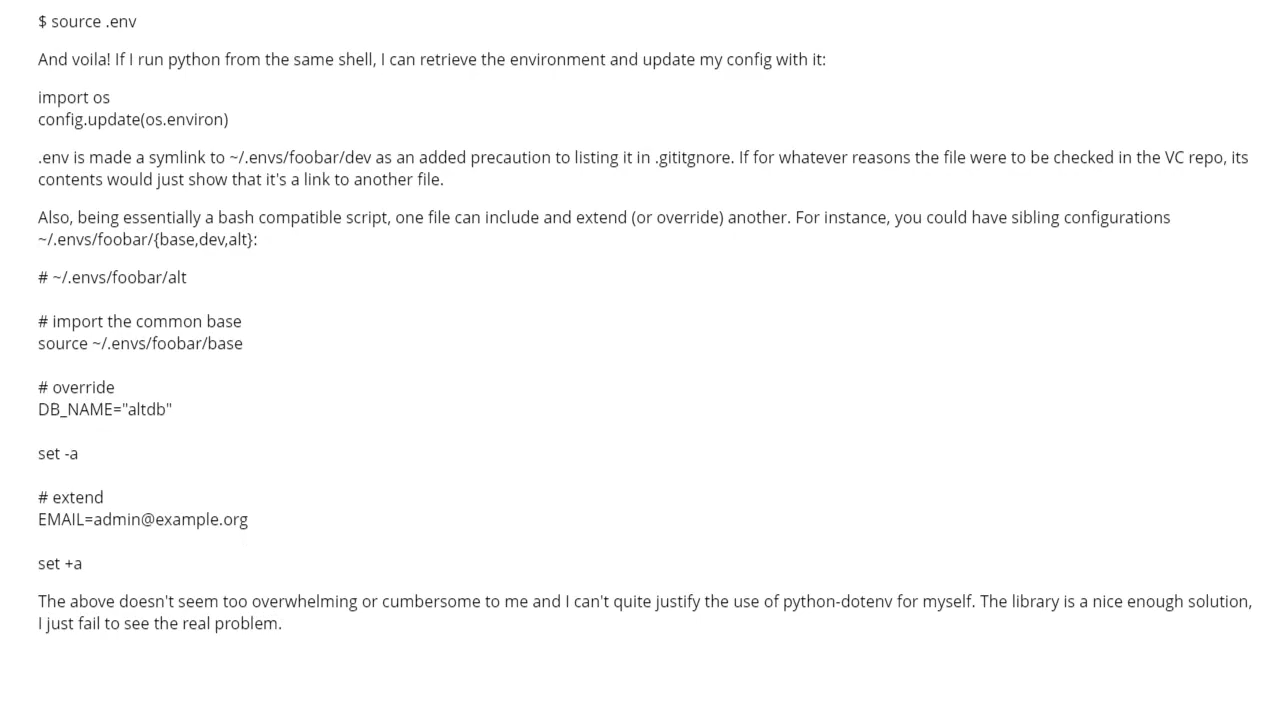 $ source .env
And voila! If I run python from the same shell, I can retrieve the environment and update my config with it:
import os
config.update(os.environ)
.env is made a symlink to ~/.envs/foobar/dev as an added precaution to listing it in .gititgnore. If for whatever reasons the file were to be checked in the VC repo, its
contents would just show that it's a link to another file.
Also, being essentially a bash compatible script, one file can include and extend (or override) another. For instance, you could have sibling configurations
~/.envs/foobar/{base,dev,alt}:
# ~/.envs/foobar/alt
# import the common base
source ~/.envs/foobar/base
# override
DB_NAME="altdb"
set -a
# extend
EMAIL=admin@example.org
set +a
The above doesn't seem too overwhelming or cumbersome to me and I can't quite justify the use of python-dotenv for myself. The library is a nice enough solution,
I just fail to see the real problem.